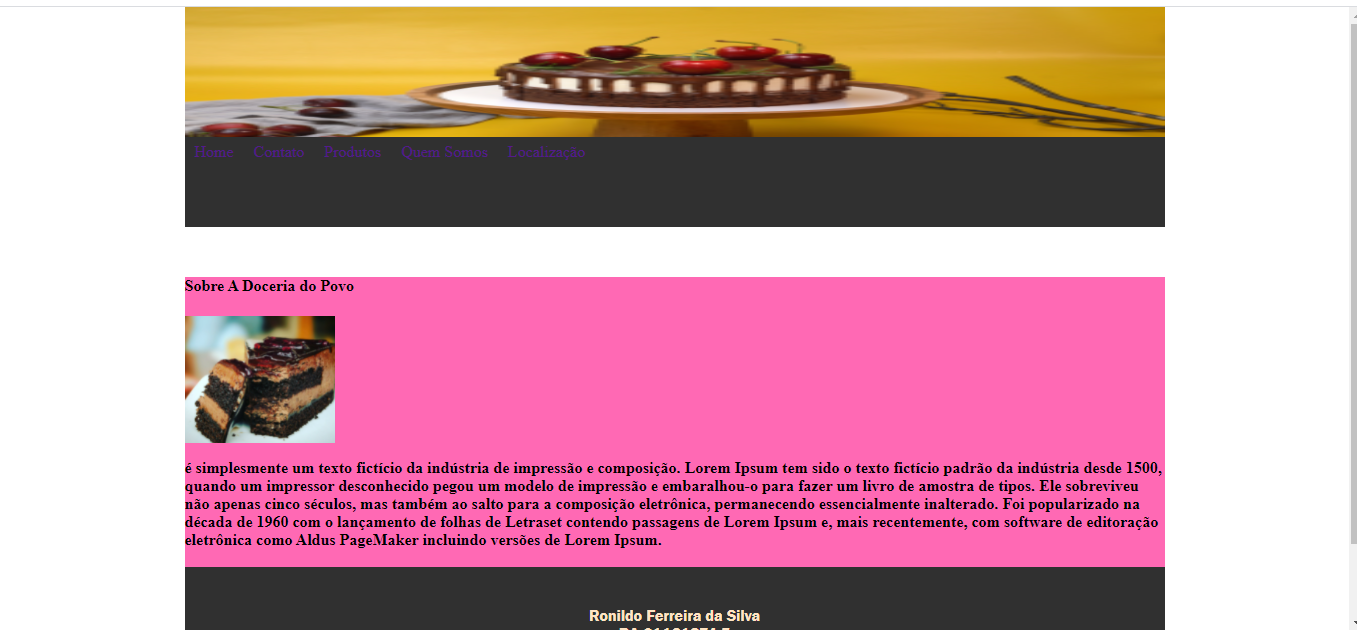 Home Contato Produtos Quem Somos Localização
Sobre A Doceria do Povo
é simplesmente um texto fictício da indústria de impressão e composição. Lorem Ipsum tem sido o texto fictício padrão da indústria desde 1500,
quando um impressor desconhecido pegou um modelo de impressão e embaralhou-o para fazer um livro de amostra de tipos. Ele sobreviveu
não apenas cinco séculos, mas também ao salto para a composição eletrônica, permanecendo essencialmente inalterado. Foi popularizado na
década de 1960 com o lançamento de folhas de Letraset contendo passagens de Lorem Ipsum e, mais recentemente, com software de editoração
eletrônica como Aldus PageMaker incluindo versões de Lorem Ipsum.
Ronildo Ferreira da Silva